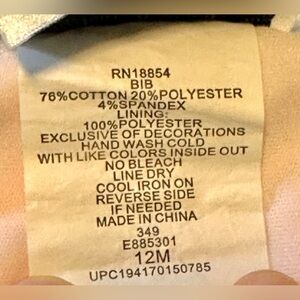 RN18854
BIB
76%COTTON 20%POLYESTER
4%SPANDEX
LINING:
100%POLYESTER
EXCLUSIVE OF DECORATIONS
HAND WASH COLD
WITH LIKE COLORS INSIDE OUT
NO BLEACH
LINE DRY
COOL IRON ON
REVERSE SIDE
IF NEEDED
MADE IN CHINA
349
E885301
12M
UPC194170150785